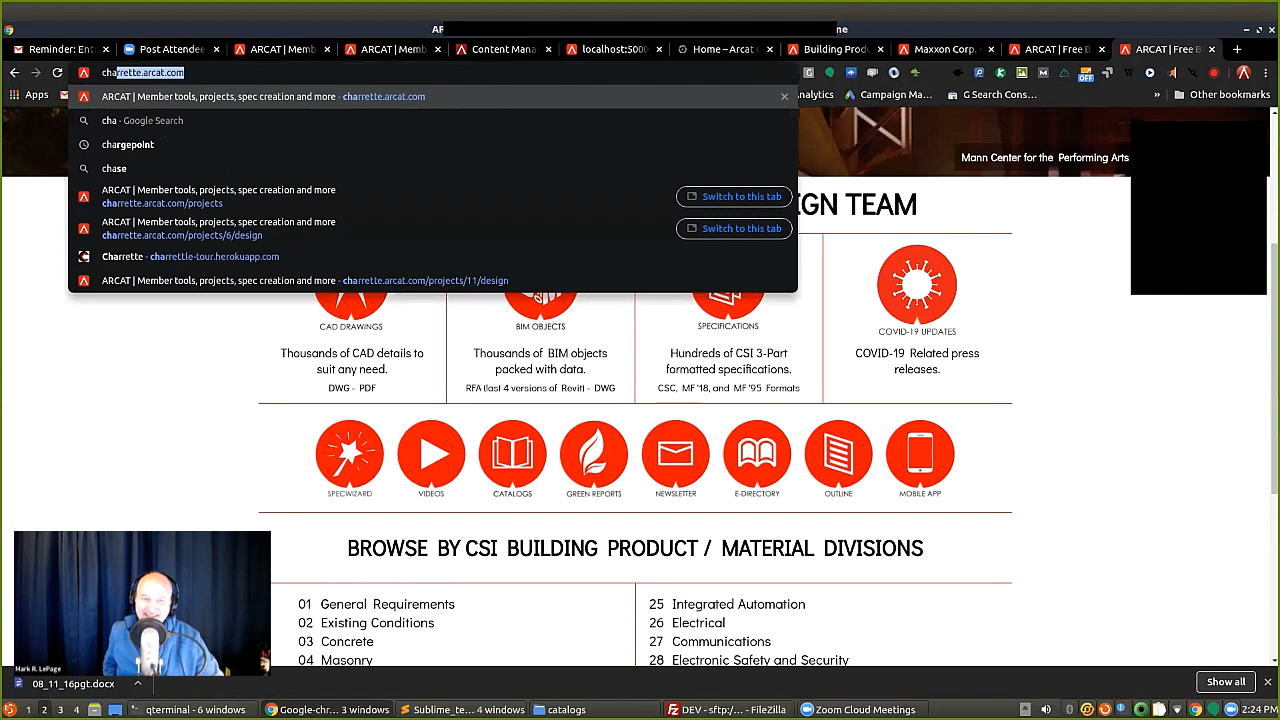 AR
me
Reminder: Ent
Post Attendee
ARCAT | Memb
ARCAT | Memb
Content Mana
localhost:5000
Home – Arcat
Building Produ
Maxxon Corp.
ARCAT | Free B
ARCAT | Free B
charrette.arcat.com
Apps
Analytics
Campaign Ma...
G Search Cons...
»
Other bookmarks
ARCAT | Member tools, projects, spec creation and more - charrette.arcat.com
cha - Google Search
chargepoint
chase
ARCAT | Member tools, projects, spec creation and more
charrette.arcat.com/projects
Switch to this tab
ARCAT | Member tools, projects, spec creation and more
charrette.arcat.com/projects/6/design
Switch to this tab
Charrette - charrettle-tour.herokuapp.com
ARCAT | Member tools, projects, spec creation and more - charrette.arcat.com/projects/11/design
Mann Center for the Performing Arts
IGN TEAM
CAD DRAWINGS
Thousands of CAD details to
suit any need.
DWG - PDF
BIM OBJECTS
Thousands of BIM objects
packed with data.
RFA (last 4 versions of Revit) - DWG
SPECIFICATIONS
Hundreds of CSI 3-Part
formatted specifications.
CSC, MF '18, and MF '95 Formats
COVID-19 UPDATES
COVID-19 Related press
releases.
SPECWIZARD
VIDEOS
CATALOGS
GREEN REPORTS
NEWSLETTER
E-DIRECTORY
OUTLINE
MOBILE APP
BROWSE BY CSI BUILDING PRODUCT / MATERIAL DIVISIONS
01 General Requirements
02 Existing Conditions
03 Concrete
04 Masonry
25 Integrated Automation
26 Electrical
27 Communications
28 Electronic Safety and Security
Mark R. LePage
08_11_16pgt.docx
Show all
1 2 3 4
qterminal - 6 windows
Google-chr... 3 windows
Sublime_te... 4 windows
catalogs
DEV - sftp:/... - FileZilla
Zoom Cloud Meetings
2:24 PM